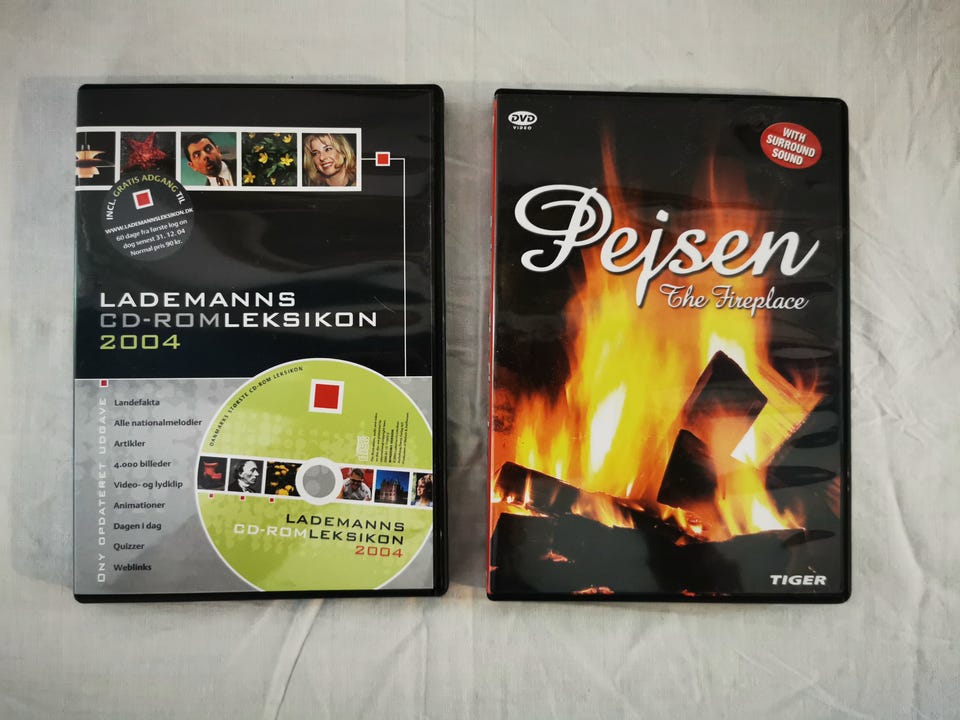 INCL. GRATIS ADGANG TIL
WWW.LADEMANNSLEKSIKON.DK
60 dage fra første log on
dog senest 31. 12. 04
Normal pris 90 kr.
LADEMANNS
CD-ROMLEKSIKON
2004
NY OPDATERET UDGAVE
Landefakta
Alle nationalmelodier
Artikler
4.000 billeder
Video- og lydklip
Animationer
Dagen i dag
Quizzer
Weblinks
DANMARKS STØRSTE CD-ROM LEKSIKON
LADEMANNS
CD-ROMLEKSIKON
2004
DVD
VIDEO
WITH
SURROUND
SOUND
Pejsen
The Fireplace
TIGER